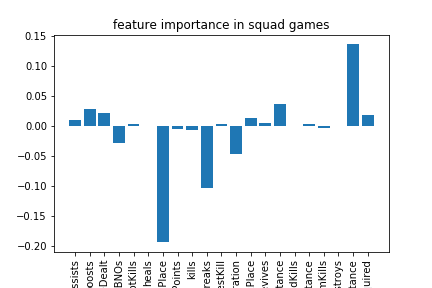 feature importance in squad games
0.15
0.10
0.05
0.00
−0.05
−0.10
−0.15
−0.20
ssists
oosts
Dealt
BNOs
tKills
heals
Place
Points
kills
reaks
estKill
ration
Place
vives
tance
dKills
tance
mKills
troys
tance
uired